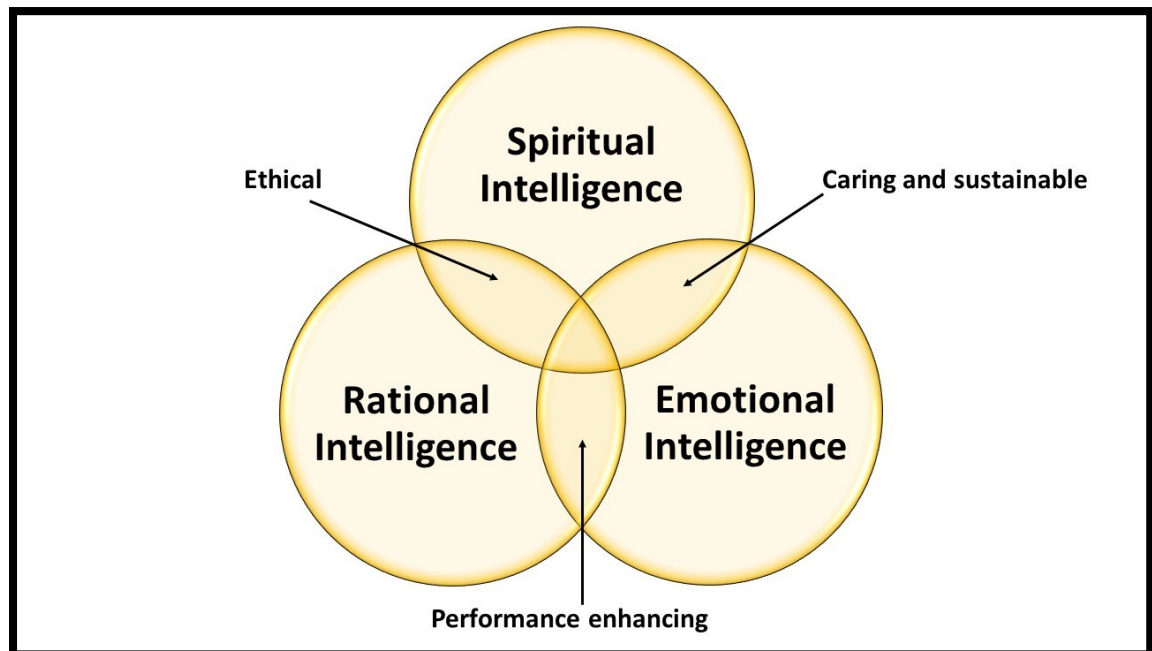 Spiritual
Intelligence
Ethical
Caring and sustainable
Rational
Intelligence
Emotional
Intelligence
Performance enhancing